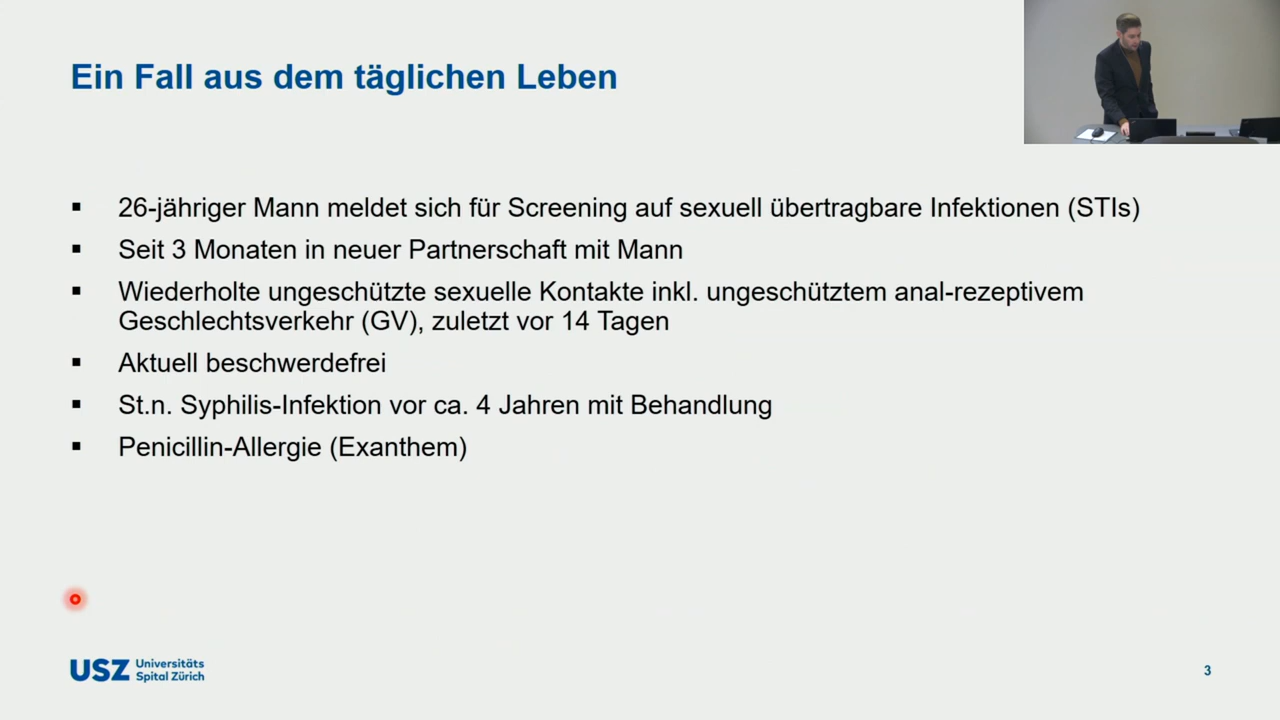 Ein Fall aus dem täglichen Leben
▪ 26-jähriger Mann meldet sich für Screening auf sexuell übertragbare Infektionen (STIs)
▪ Seit 3 Monaten in neuer Partnerschaft mit Mann
▪ Wiederholte ungeschützte sexuelle Kontakte inkl. ungeschütztem anal-rezeptivem
Geschlechtsverkehr (GV), zuletzt vor 14 Tagen
▪ Aktuell beschwerdefrei
▪ St.n. Syphilis-Infektion vor ca. 4 Jahren mit Behandlung
▪ Penicillin-Allergie (Exanthem)
USZ Universitäts
Spital Zürich
3